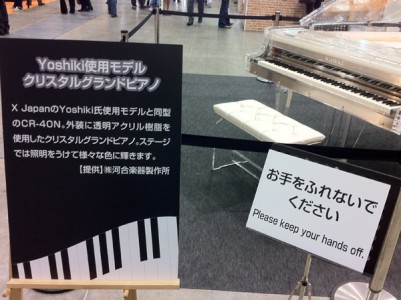 Yoshiki使用モデル
クリスタルグランドピアノ
X JapanのYoshiki氏使用モデルと同型
のCR-40N。外装に透明アクリル樹脂を
使用したクリスタルグランドピアノ。ステージ
では照明をうけて様々な色に輝きます。
【提供】㈱河合楽器製作所
お手をふれないで
ください
Please keep your hands off.